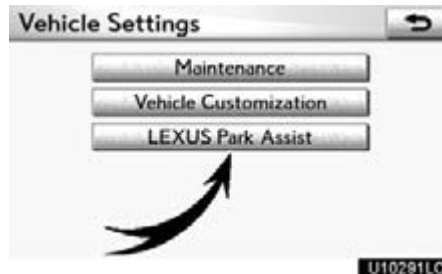 Vehicle Settings
Maintenance
Vehicle Customization
LEXUS Park Assist
U10291LC